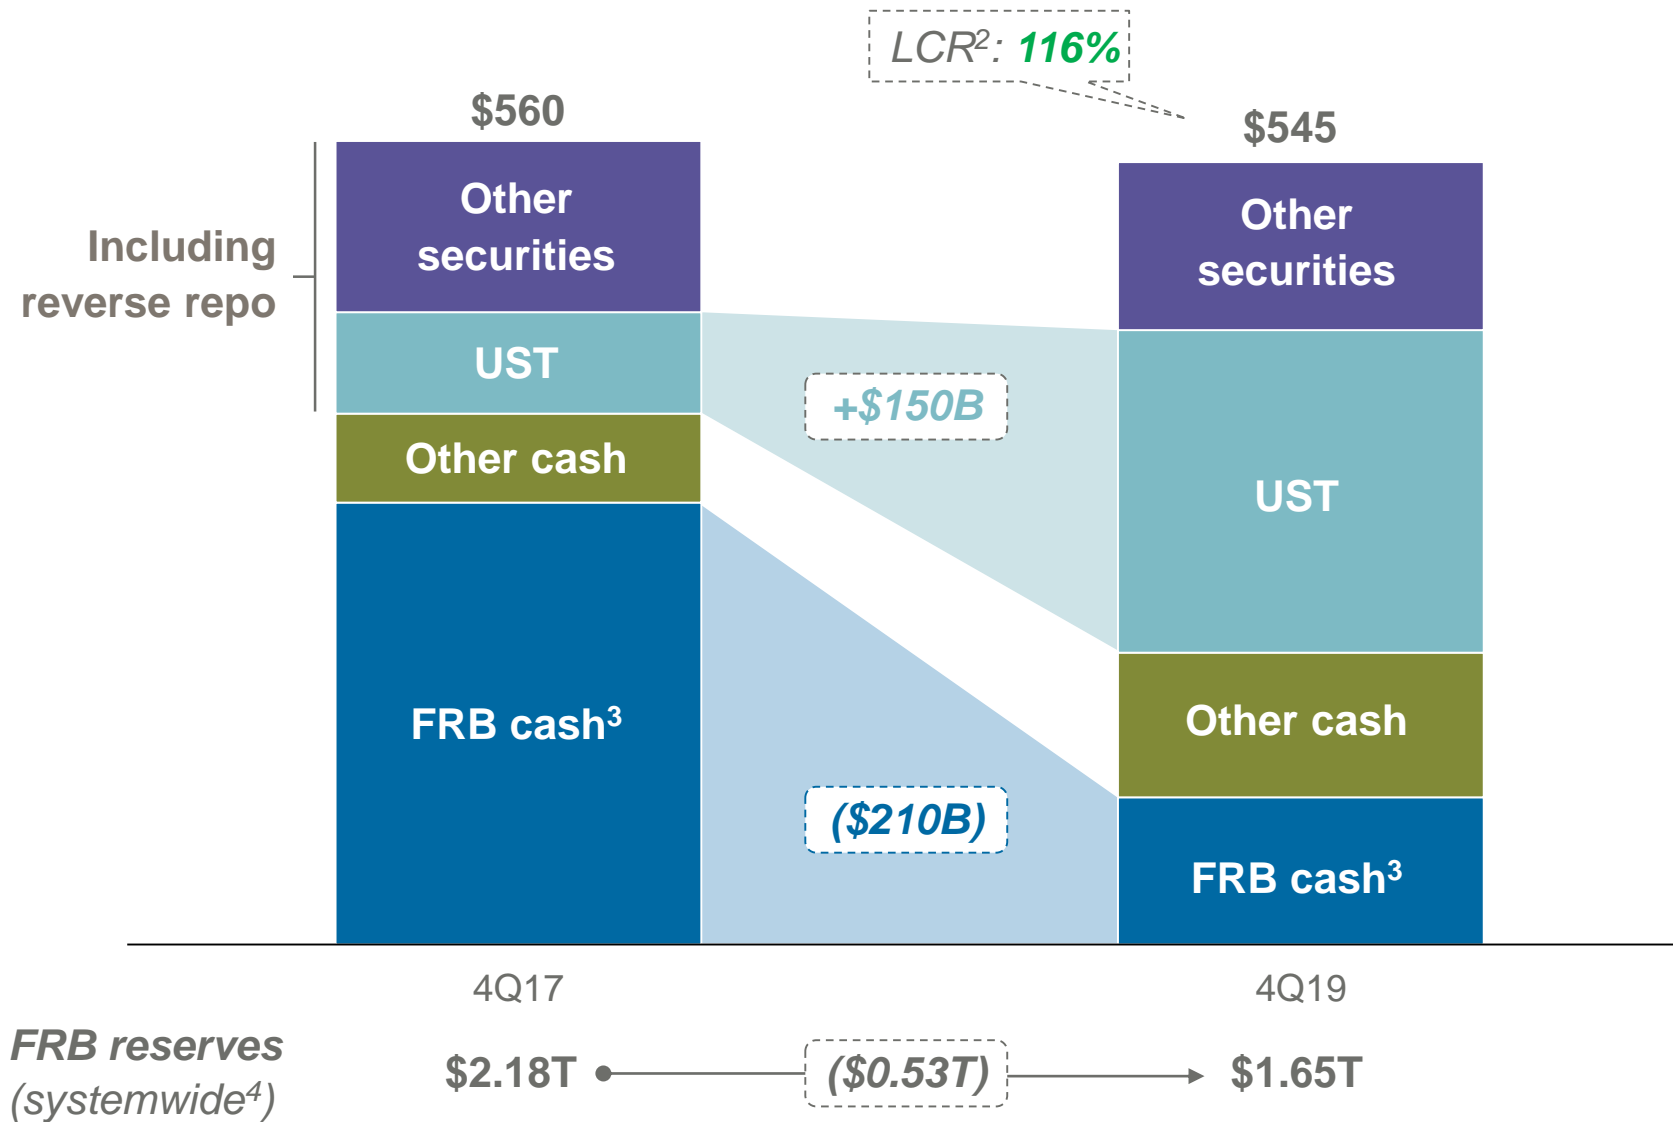 LCR²: 116%
$560
$545
Other
securities
Other
securities
Including
reverse repo
UST
+$150B
Other cash
UST
FRB cash³
Other cash
($210B)
FRB cash³
4Q17
4Q19
FRB reserves
(systemwide⁴)
$2.18T
($0.53T)
$1.65T